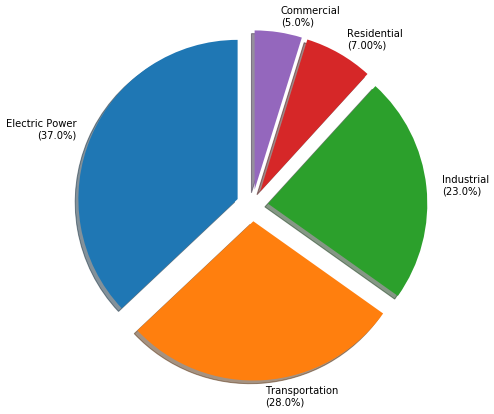 Commercial
(5.0%)
Residential
(7.00%)
Electric Power
(37.0%)
Industrial
(23.0%)
Transportation
(28.0%)